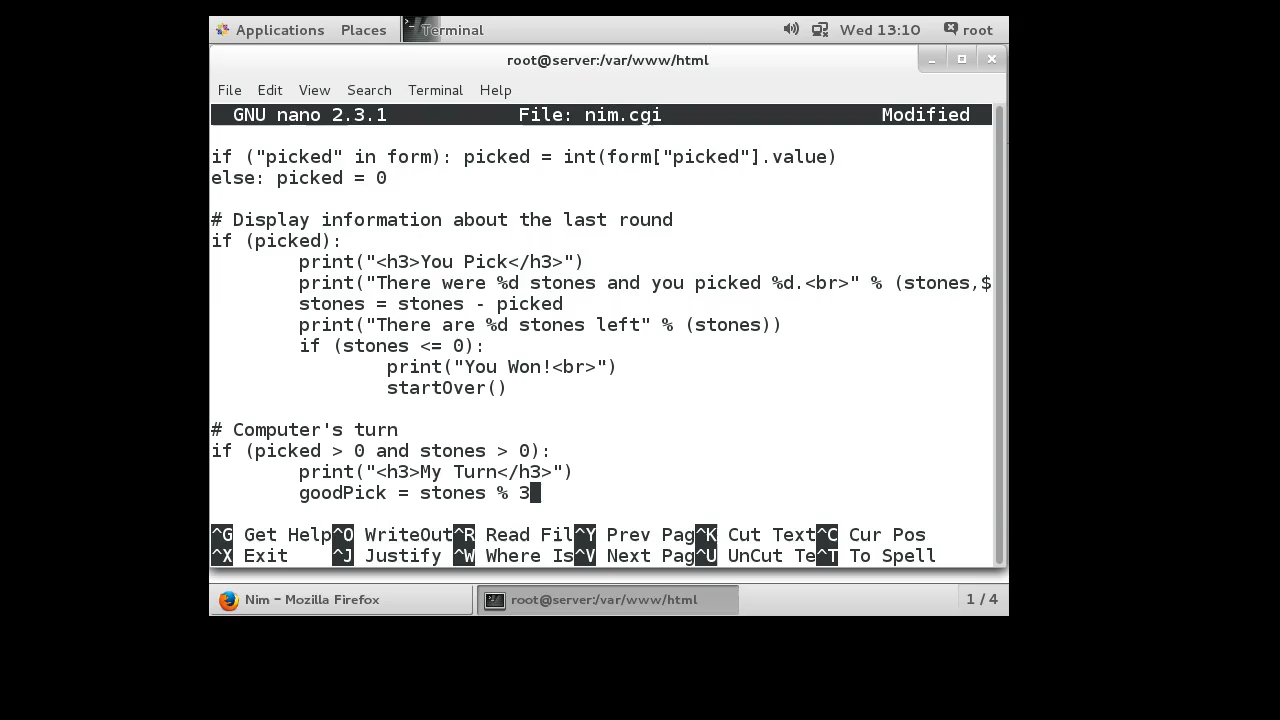 Applications Places Terminal Wed 13:10 root
root@server:/var/www/html
File Edit View Search Terminal Help
GNU nano 2.3.1 File: nim.cgi Modified
if ("picked" in form): picked = int(form["picked"].value)
else: picked = 0
# Display information about the last round
if (picked):
print("<h3>You Pick</h3>")
print("There were %d stones and you picked %d.<br>" % (stones,$
stones = stones - picked
print("There are %d stones left" % (stones))
if (stones <= 0):
print("You Won!<br>")
startOver()
# Computer's turn
if (picked > 0 and stones > 0):
print("<h3>My Turn</h3>")
goodPick = stones % 3
^G Get Help^O WriteOut^R Read Fil^Y Prev Pag^K Cut Text^C Cur Pos
^X Exit ^J Justify ^W Where Is^V Next Pag^U UnCut Te^T To Spell
Nim - Mozilla Firefox root@server:/var/www/html 1 / 4